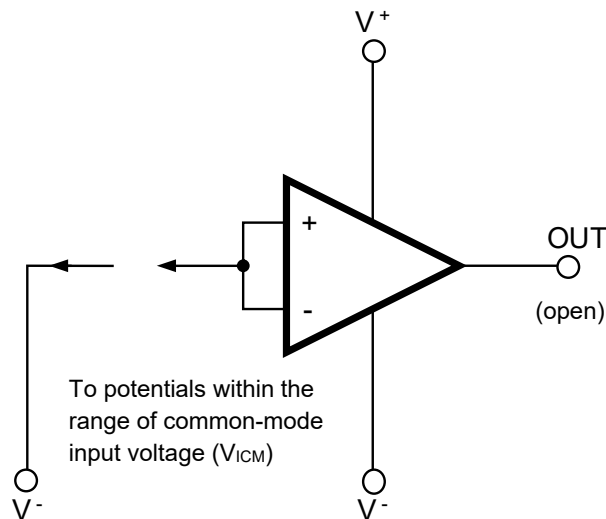 V+
+
OUT
-
(open)
To potentials within the
range of common-mode
input voltage (VICM)
V-
V-